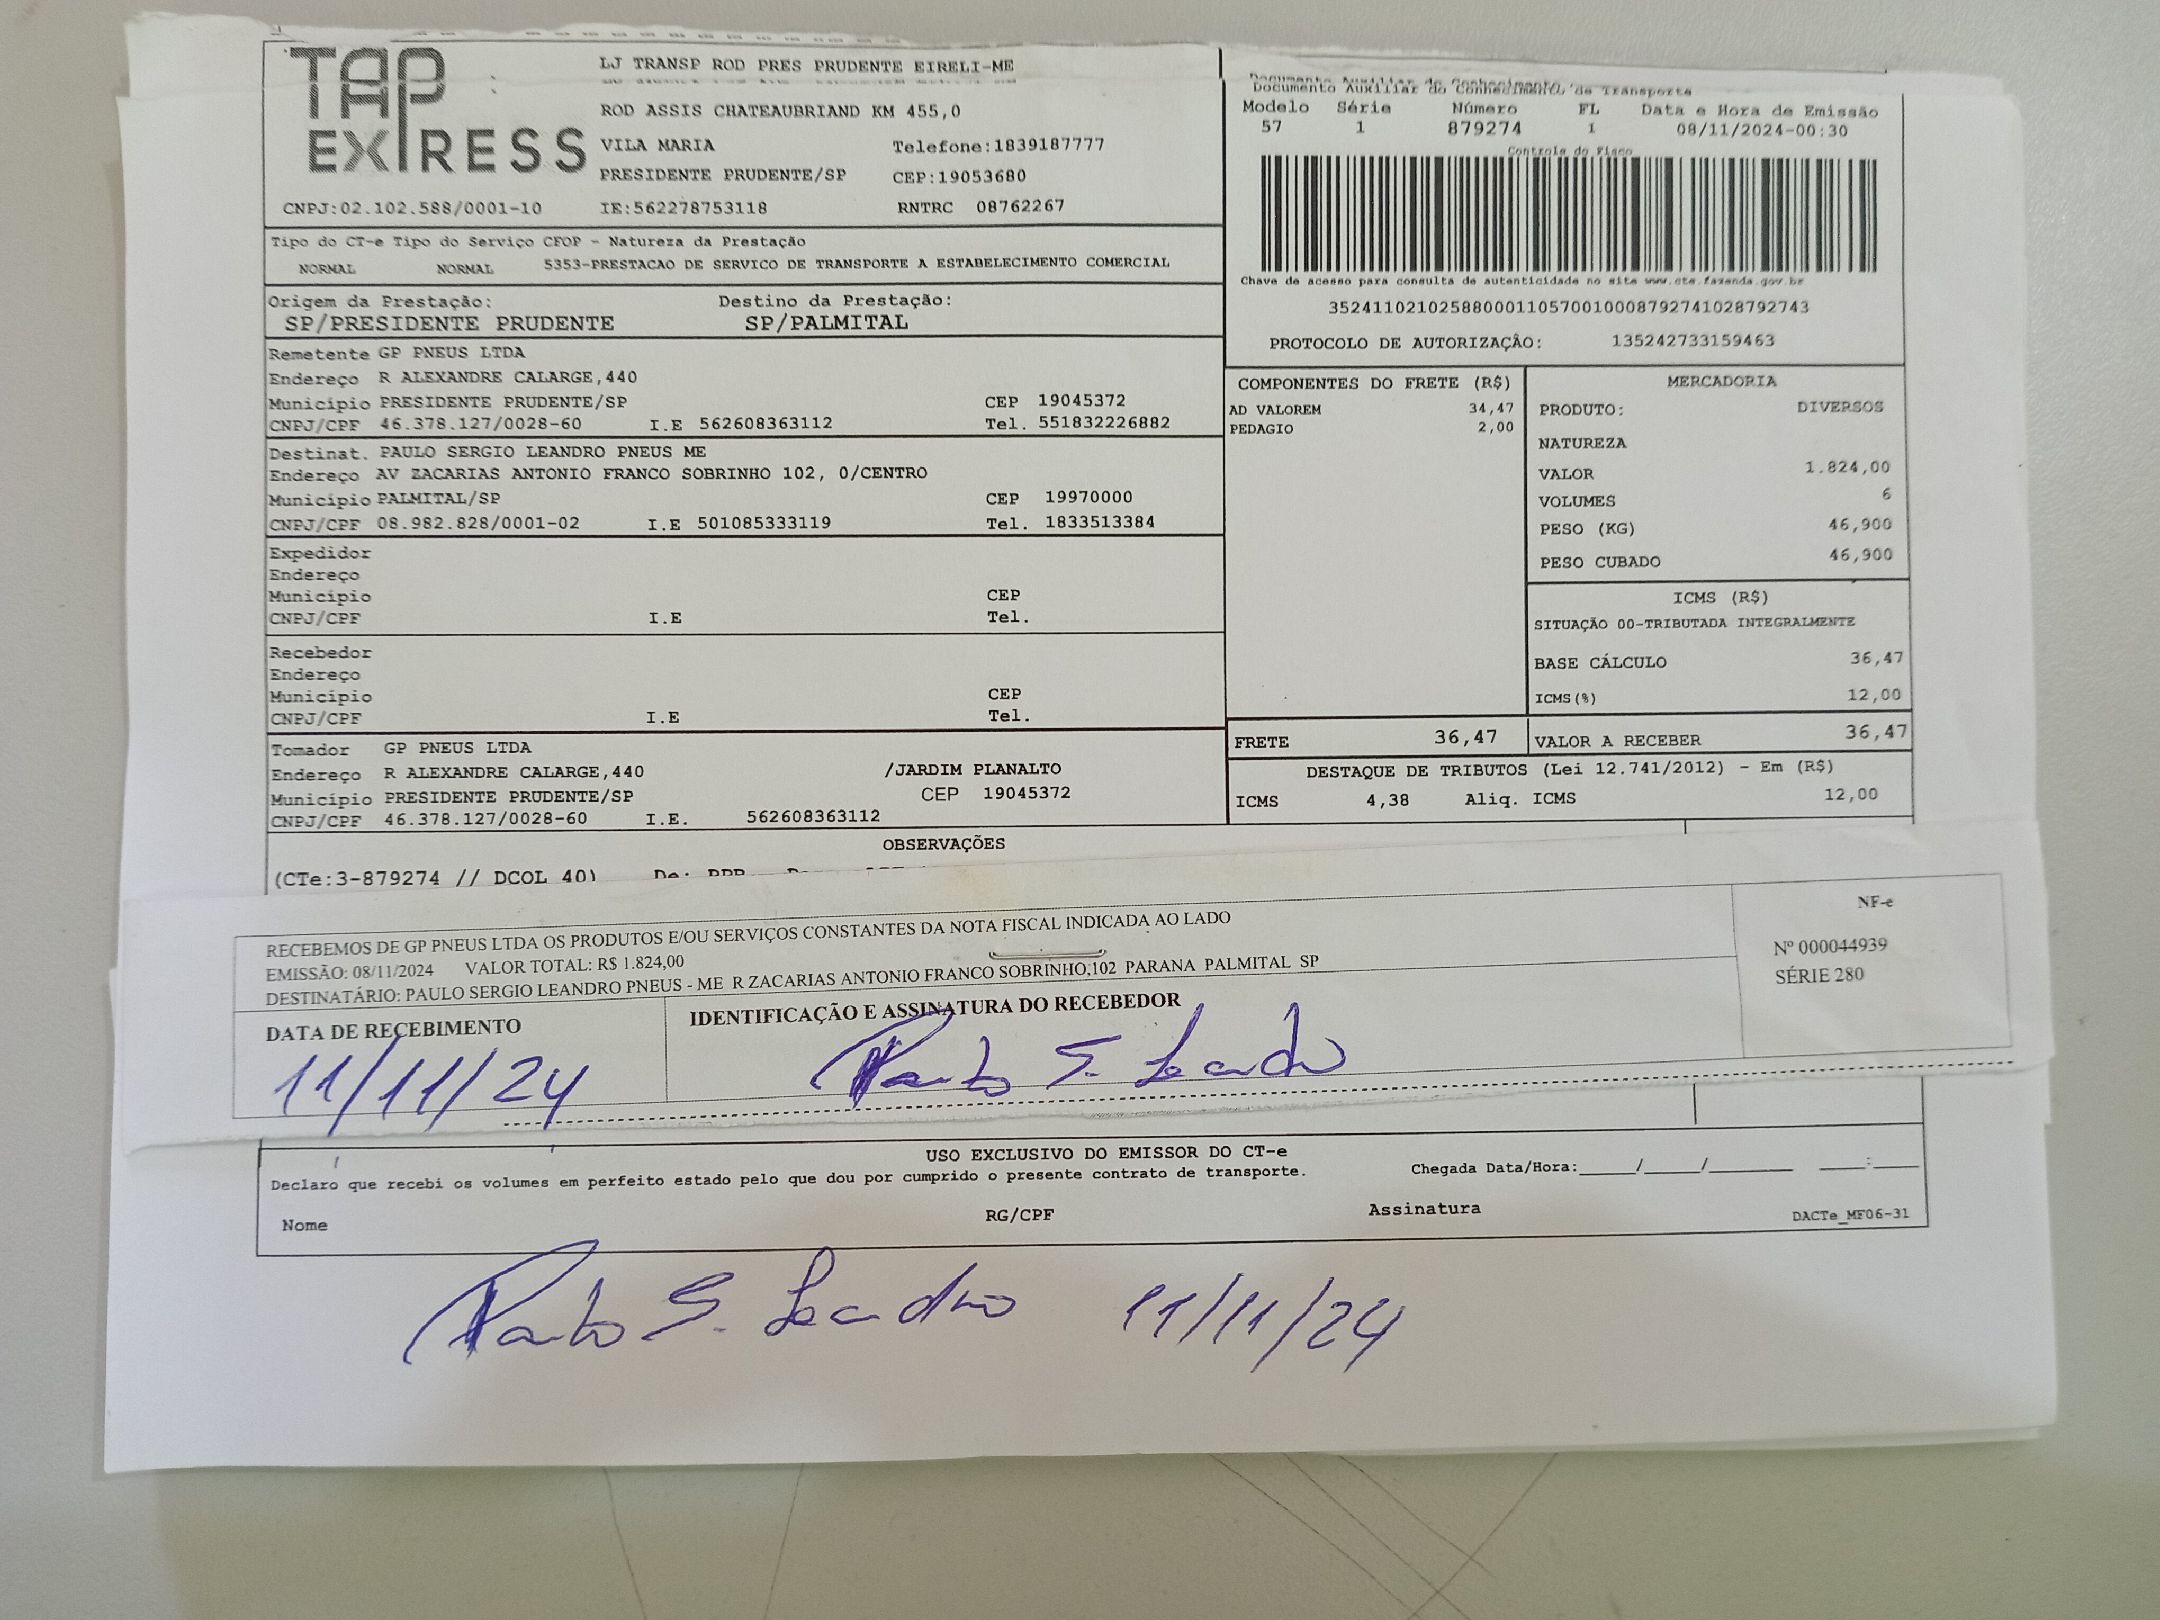 TAP
EXPRESS
LJ TRANSP ROD PRES PRUDENTE EIRELI-ME
ROD ASSIS CHATEAUBRIAND KM 455,0
VILA MARIA Telefone:1839187777
PRESIDENTE PRUDENTE/SP CEP:19053680
CNPJ:02.102.588/0001-10 IE:562278753118 RNTRC 08762267
Documento Auxiliar do Conhecimento de Transporte
Modelo Série Número FL Data e Hora de Emissão
57 1 879274 1 08/11/2024-00:30
Controle do Fisco
Chave de acesso para consulta de autenticidade no site www.cte.fazenda.gov.br
35241102102588000110570010008792741028792743
PROTOCOLO DE AUTORIZAÇÃO: 135242733159463
Tipo do CT-e Tipo do Serviço CFOP - Natureza da Prestação
NORMAL NORMAL 5353-PRESTACAO DE SERVICO DE TRANSPORTE A ESTABELECIMENTO COMERCIAL
Origem da Prestação: Destino da Prestação:
SP/PRESIDENTE PRUDENTE SP/PALMITAL
Remetente GP PNEUS LTDA
Endereço R ALEXANDRE CALARGE,440
Município PRESIDENTE PRUDENTE/SP CEP 19045372
CNPJ/CPF 46.378.127/0028-60 I.E 562608363112 Tel. 551832226882
Destinat. PAULO SERGIO LEANDRO PNEUS ME
Endereço AV ZACARIAS ANTONIO FRANCO SOBRINHO 102, 0/CENTRO
Município PALMITAL/SP CEP 19970000
CNPJ/CPF 08.982.828/0001-02 I.E 501085333119 Tel. 1833513384
Expedidor
Endereço
Município CEP
CNPJ/CPF I.E Tel.
Recebedor
Endereço
Município CEP
CNPJ/CPF I.E Tel.
Tomador GP PNEUS LTDA
Endereço R ALEXANDRE CALARGE,440 /JARDIM PLANALTO
Município PRESIDENTE PRUDENTE/SP CEP 19045372
CNPJ/CPF 46.378.127/0028-60 I.E. 562608363112
COMPONENTES DO FRETE (R$)
AD VALOREM 34,47
PEDAGIO 2,00
MERCADORIA
PRODUTO: DIVERSOS
NATUREZA
VALOR 1.824,00
VOLUMES 6
PESO (KG) 46,900
PESO CUBADO 46,900
ICMS (R$)
SITUAÇÃO 00-TRIBUTADA INTEGRALMENTE
BASE CÁLCULO 36,47
ICMS(%) 12,00
FRETE 36,47 VALOR A RECEBER 36,47
DESTAQUE DE TRIBUTOS (Lei 12.741/2012) - Em (R$)
ICMS 4,38 Aliq. ICMS 12,00
OBSERVAÇÕES
(CTe:3-879274 // DCOL 40) De:
RECEBEMOS DE GP PNEUS LTDA OS PRODUTOS E/OU SERVIÇOS CONSTANTES DA NOTA FISCAL INDICADA AO LADO
EMISSÃO: 08/11/2024 VALOR TOTAL: R$ 1.824,00
DESTINATÁRIO: PAULO SERGIO LEANDRO PNEUS - ME R ZACARIAS ANTONIO FRANCO SOBRINHO,102 PARANA PALMITAL SP
NF-e
Nº 000044939
SÉRIE 280
DATA DE RECEBIMENTO IDENTIFICAÇÃO E ASSINATURA DO RECEBEDOR
11/11/24 Paulo S. Leandro
USO EXCLUSIVO DO EMISSOR DO CT-e
Declaro que recebi os volumes em perfeito estado pelo que dou por cumprido o presente contrato de transporte. Chegada Data/Hora:____/____/______ ___:___
Nome RG/CPF Assinatura DACTe_MF06-31
Paulo S. Leandro 11/11/24